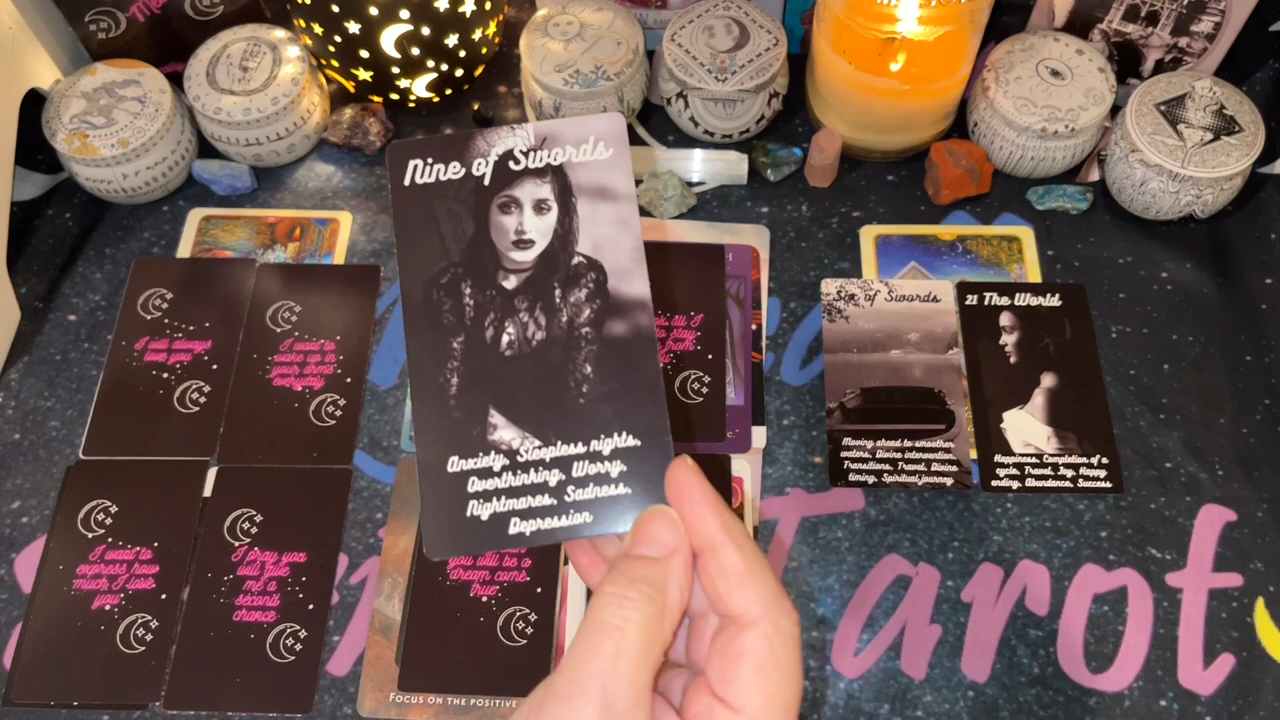 Nine of Swords
Anxiety, Sleepless nights,
Overthinking, Worry,
Nightmares, Sadness,
Depression
I will always
love you
I want to
wake up in
your arms
everyday
I want to
express how
much I love
you
I pray you
will give
me a
second
chance
All I
to stay
from
you will be a
dream come
true
FOCUS ON THE POSITIVE
Six of Swords
Moving ahead to smoother
waters, Divine intervention,
Transitions, Travel, Divine
timing, Spiritual journey
21 The World
Happiness, Completion of a
cycle, Travel, Joy, Happy
ending, Abundance, Success
Tarot